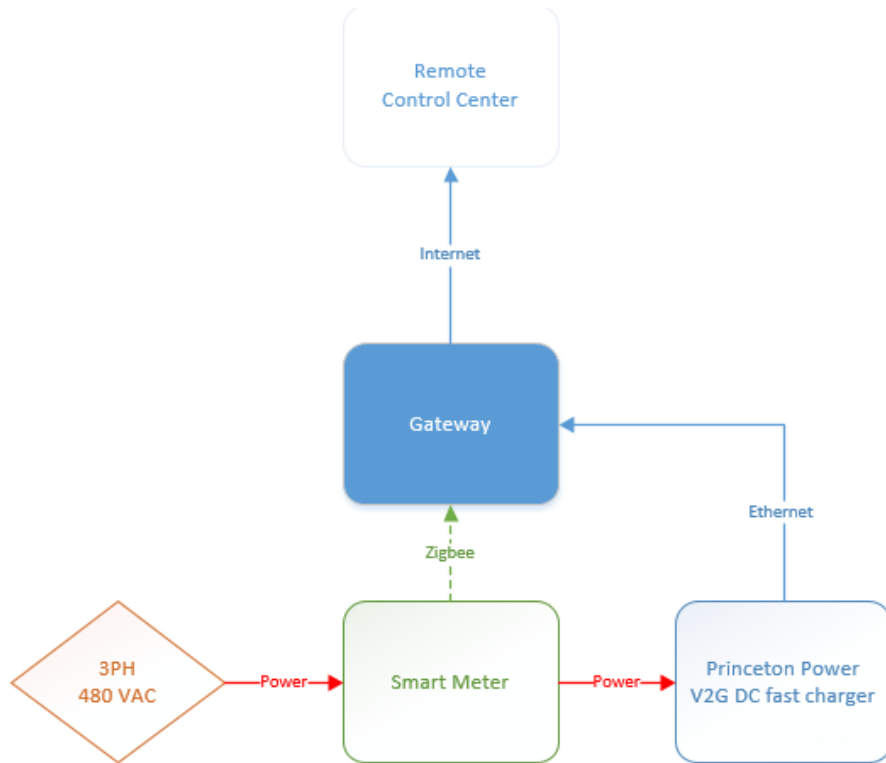 Remote
Control Center
Internet
Gateway
Ethernet
Zigbee
3PH
480 VAC
Power
Smart Meter
Power
Princeton Power
V2G DC fast charger